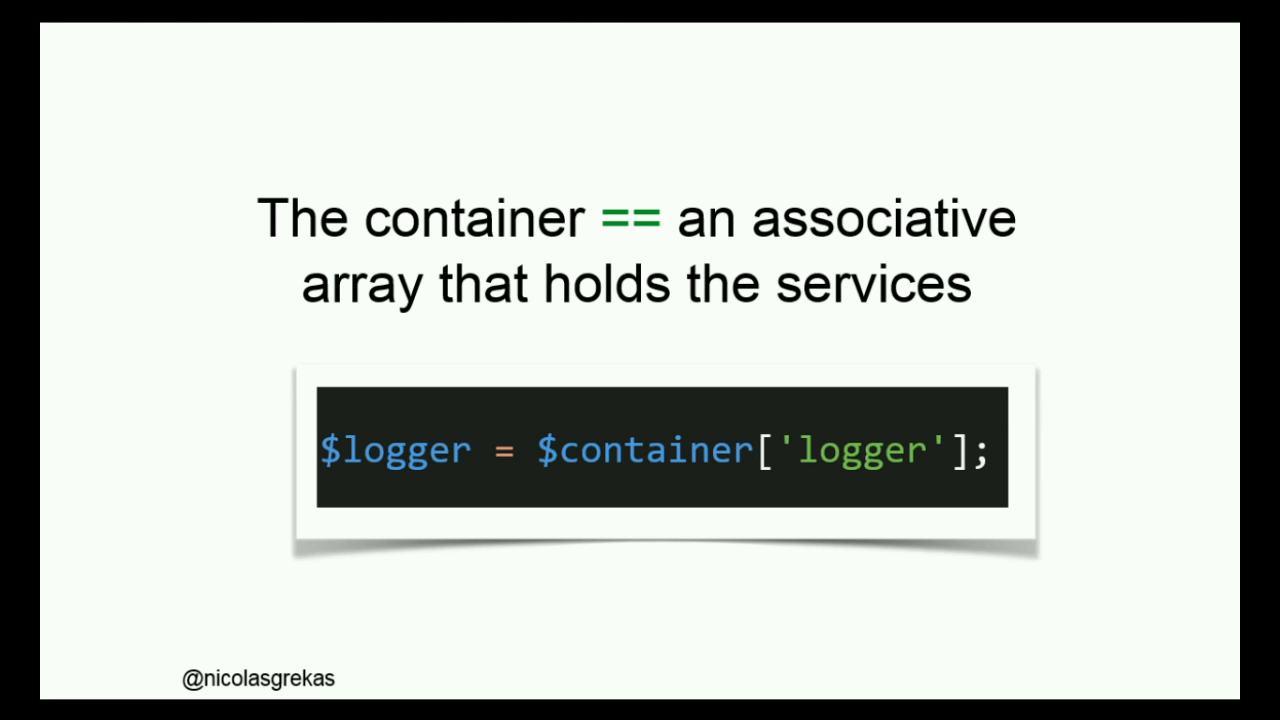 The container == an associative
array that holds the services
$logger = $container['logger'];
@nicolasgrekas